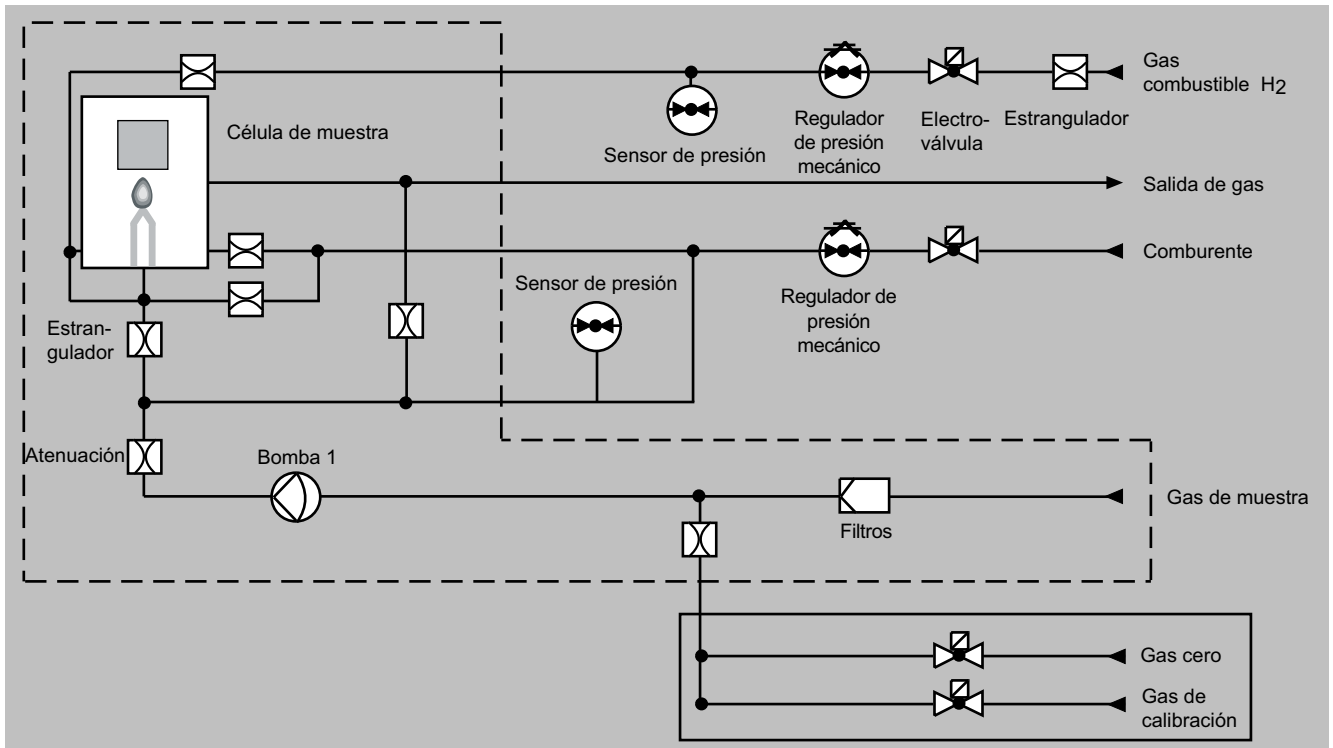 Gas
combustible H2
Célula de muestra
Sensor de presión
Regulador
de presión
mecánico
Electro-
válvula
Estrangulador
Salida de gas
Comburente
Sensor de presión
Regulador de
presión
mecánico
Estran-
gulador
Atenuación
Bomba 1
Filtros
Gas de muestra
Gas cero
Gas de
calibración